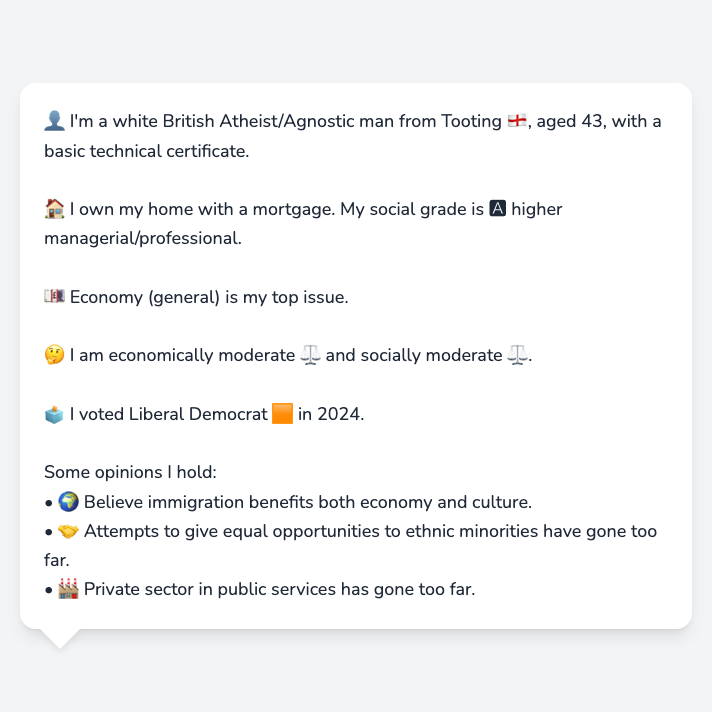 👤 I'm a white British Atheist/Agnostic man from Tooting 🏴󠁧󠁢󠁥󠁮󠁧󠁿, aged 43, with a
basic technical certificate.
🏠 I own my home with a mortgage. My social grade is 🅰 higher
managerial/professional.
💷 Economy (general) is my top issue.
🤔 I am economically moderate ⚖️ and socially moderate ⚖️.
🗳️ I voted Liberal Democrat 🟧 in 2024.
Some opinions I hold:
• 🌍 Believe immigration benefits both economy and culture.
• 🤝 Attempts to give equal opportunities to ethnic minorities have gone too
far.
• 🏭 Private sector in public services has gone too far.